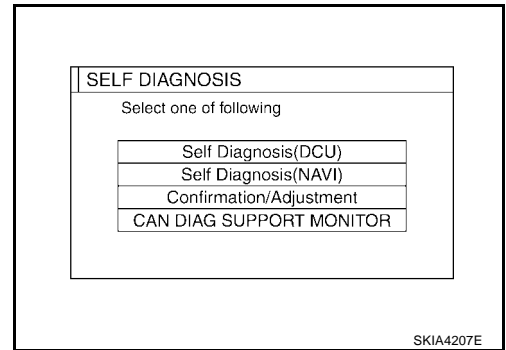 SELF DIAGNOSIS
Select one of following
Self Diagnosis(DCU)
Self Diagnosis(NAVI)
Confirmation/Adjustment
CAN DIAG SUPPORT MONITOR
SKIA4207E